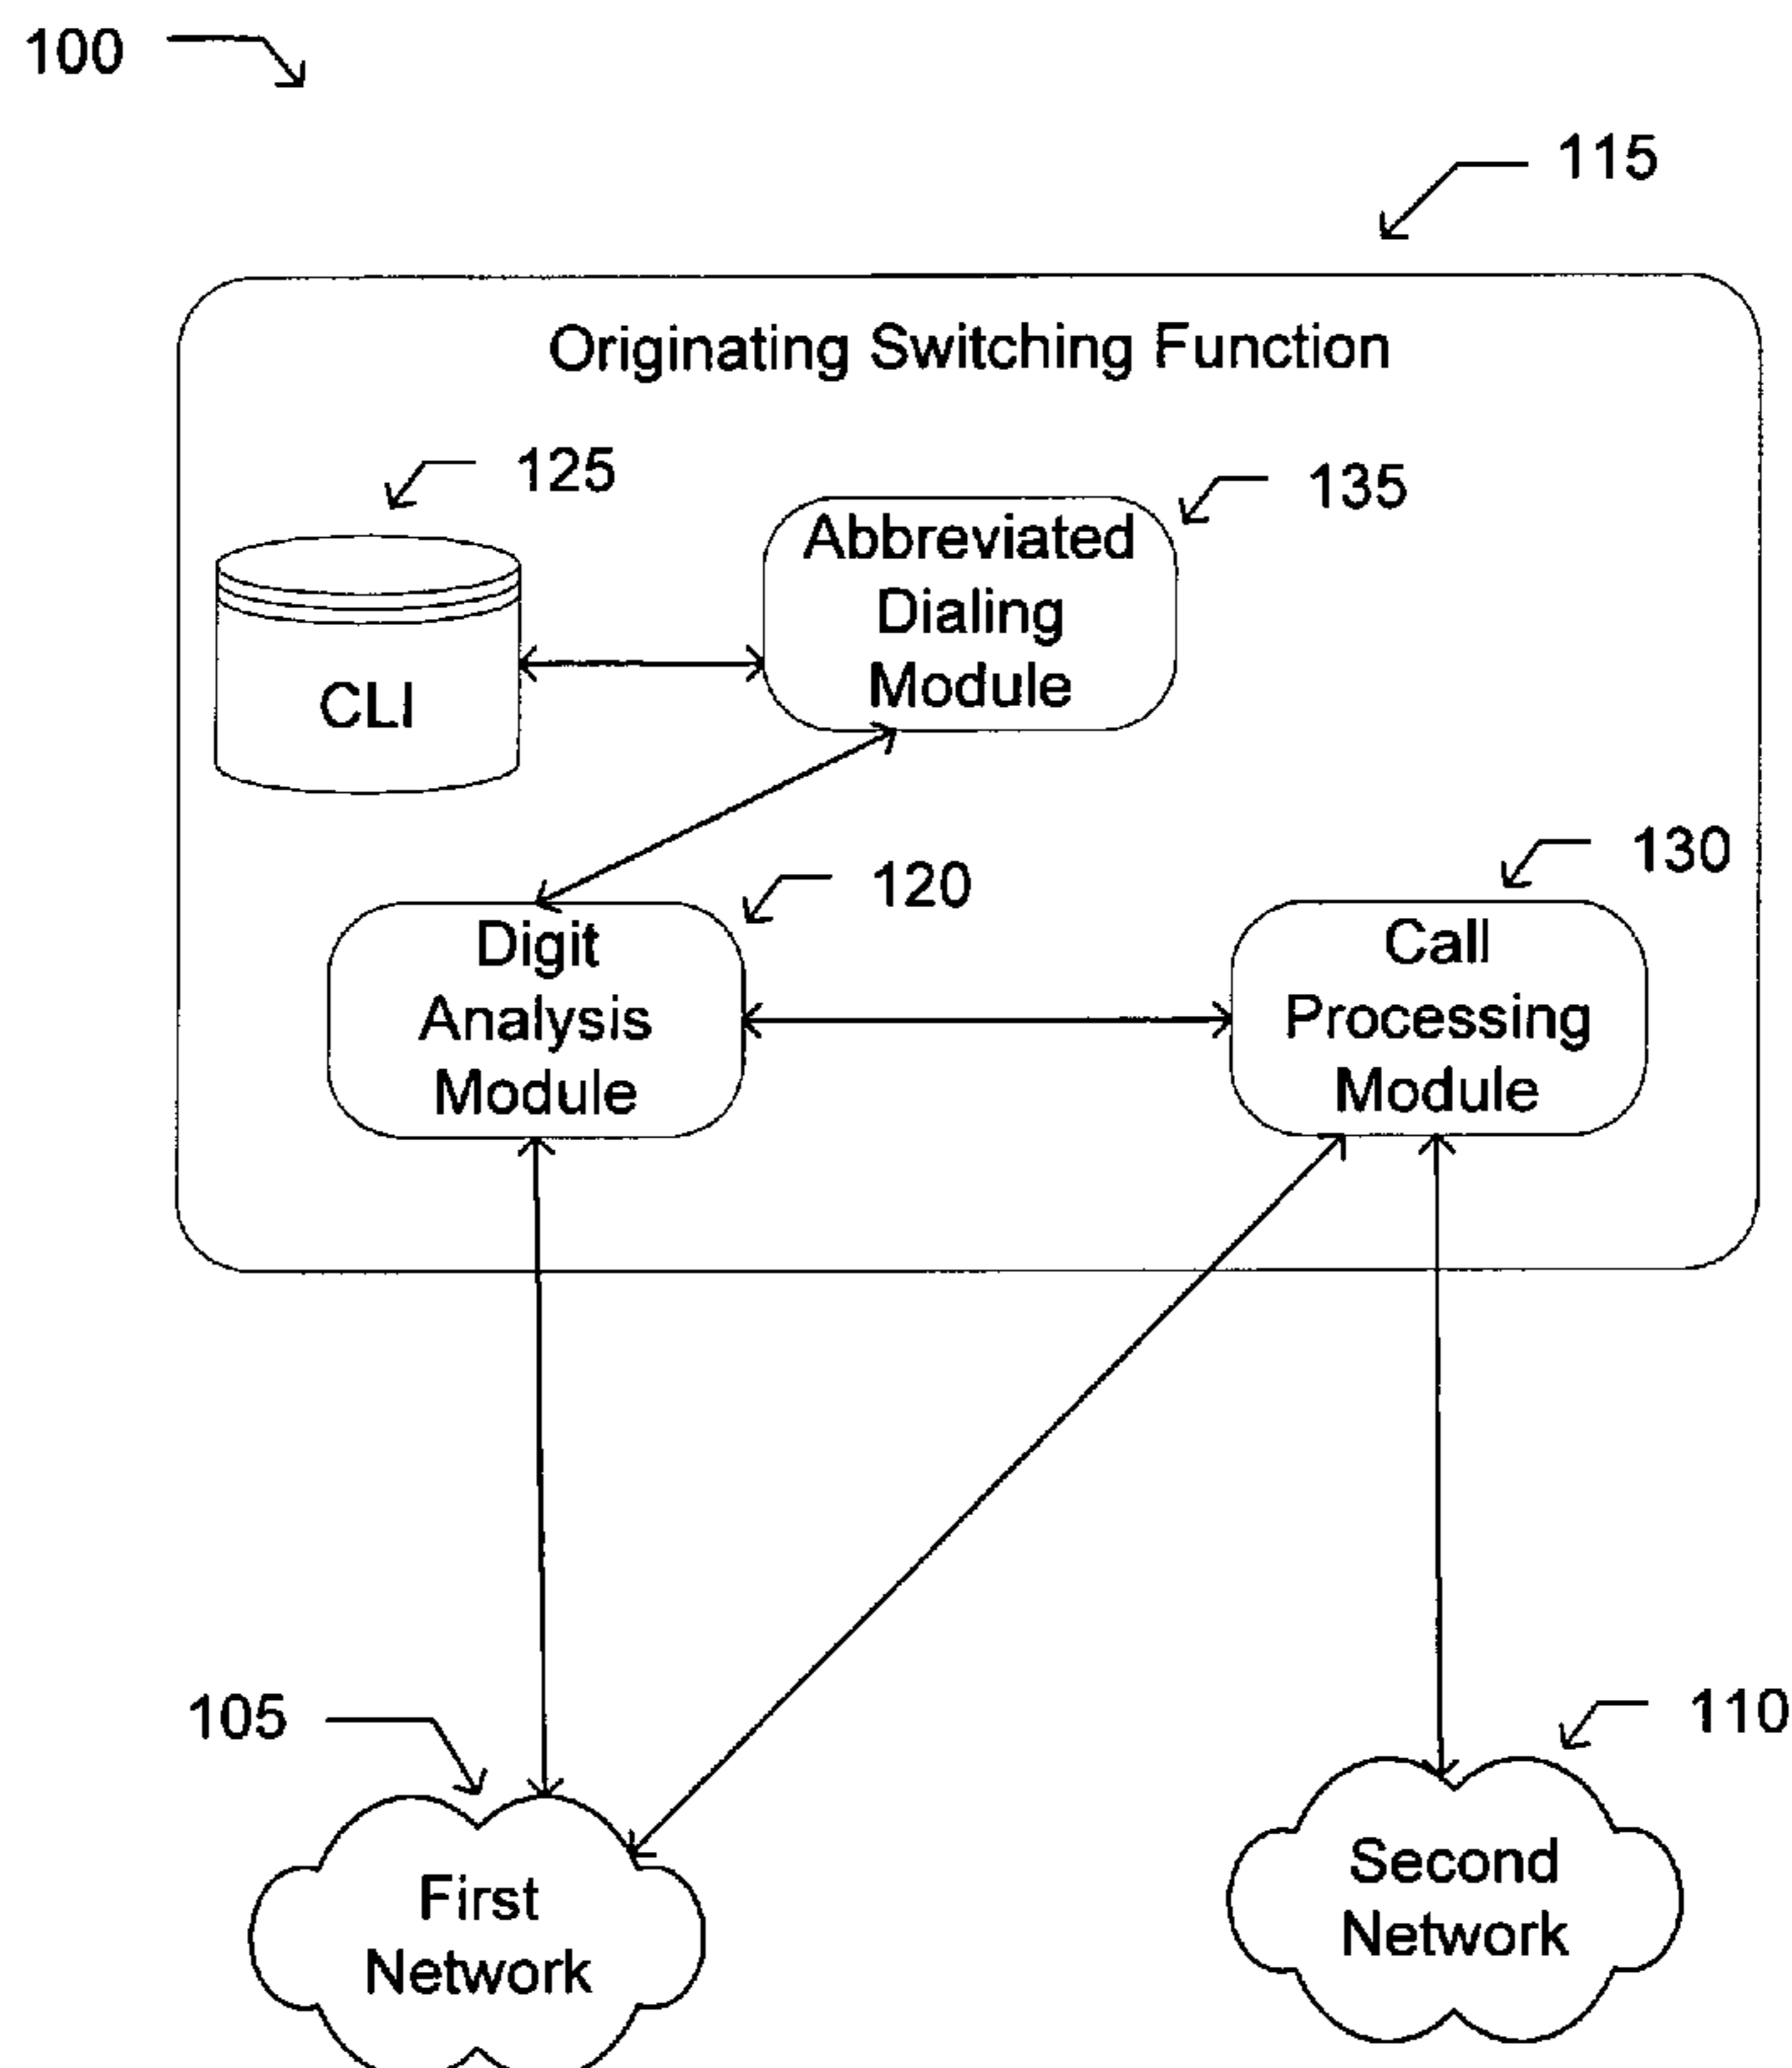 100
115
Originating Switching Function
125
135
Abbreviated
Dialing
Module
CLI
120
130
Digit
Analysis
Module
Call
Processing
Module
105
110
First
Network
Second
Network